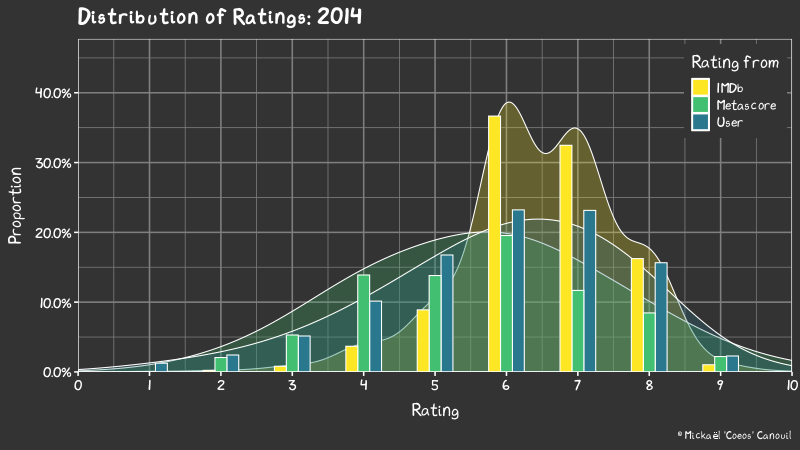 Distribution of Ratings: 2014
Rating from
IMDb
Metascore
User
Proportion
40.0%
30.0%
20.0%
10.0%
0.0%
0 1 2 3 4 5 6 7 8 9 10
Rating
© Mickaël 'Coeos' Canouil